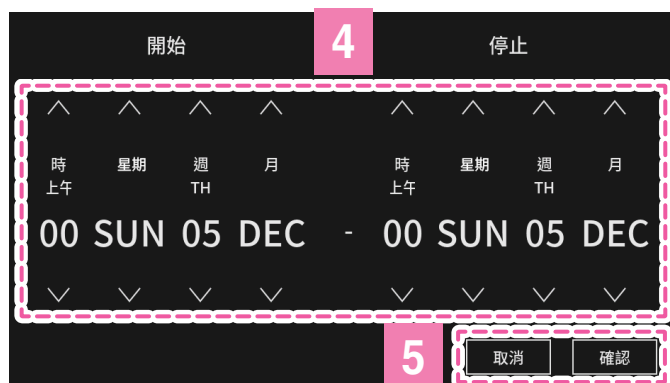 開始 4 停止
時 星期 週 月 時 星期 週 月
上午 TH 上午 TH
00 SUN 05 DEC - 00 SUN 05 DEC
5 取消 確認